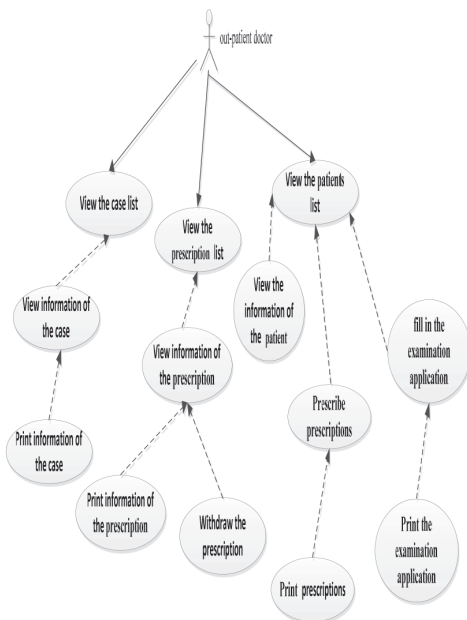 out-patient doctor
View the case list
View the
prescription list
View the patients
list
View information of
the case
View information of
the prescription
View the
information of
the patient
fill in the
examination
application
Print information of
the case
Prescribe
prescriptions
Print information of
the prescription
Withdraw the
prescription
Print prescriptions
Print the
examination
application